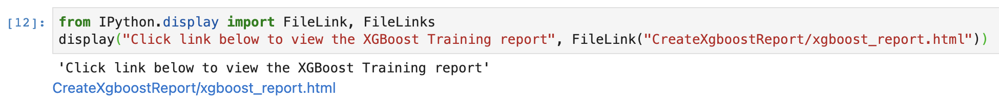 [12]: from IPython.display import FileLink, FileLinks
display("Click link below to view the XGBoost Training report", FileLink("CreateXgboostReport/xgboost_report.html"))
'Click link below to view the XGBoost Training report'
CreateXgboostReport/xgboost_report.html